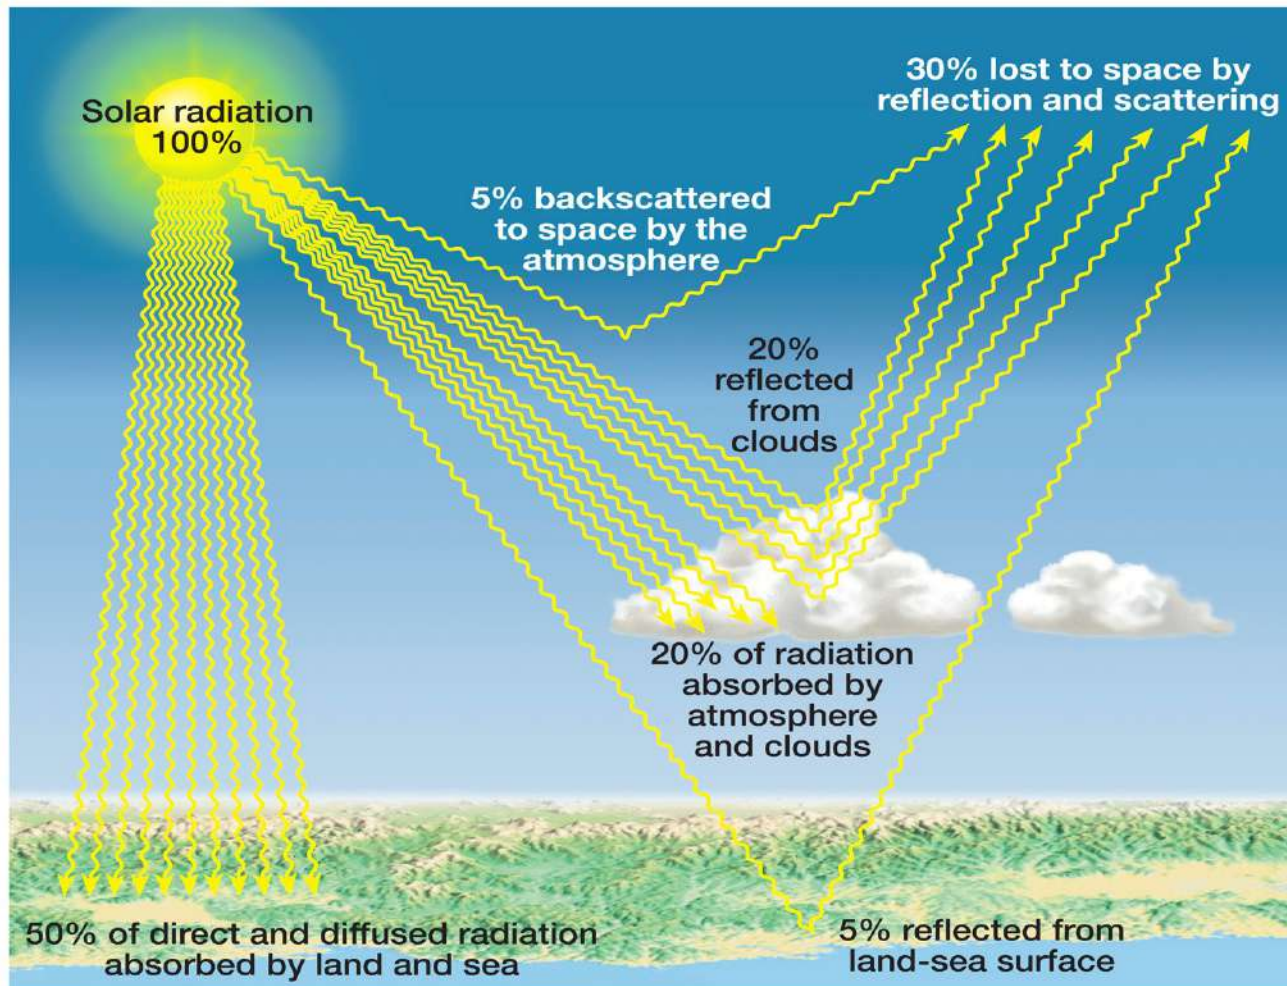 Solar radiation
100%
30% lost to space by
reflection and scattering
5% backscattered
to space by the
atmosphere
20%
reflected
from
clouds
20% of radiation
absorbed by
atmosphere
and clouds
50% of direct and diffused radiation
absorbed by land and sea
5% reflected from
land-sea surface